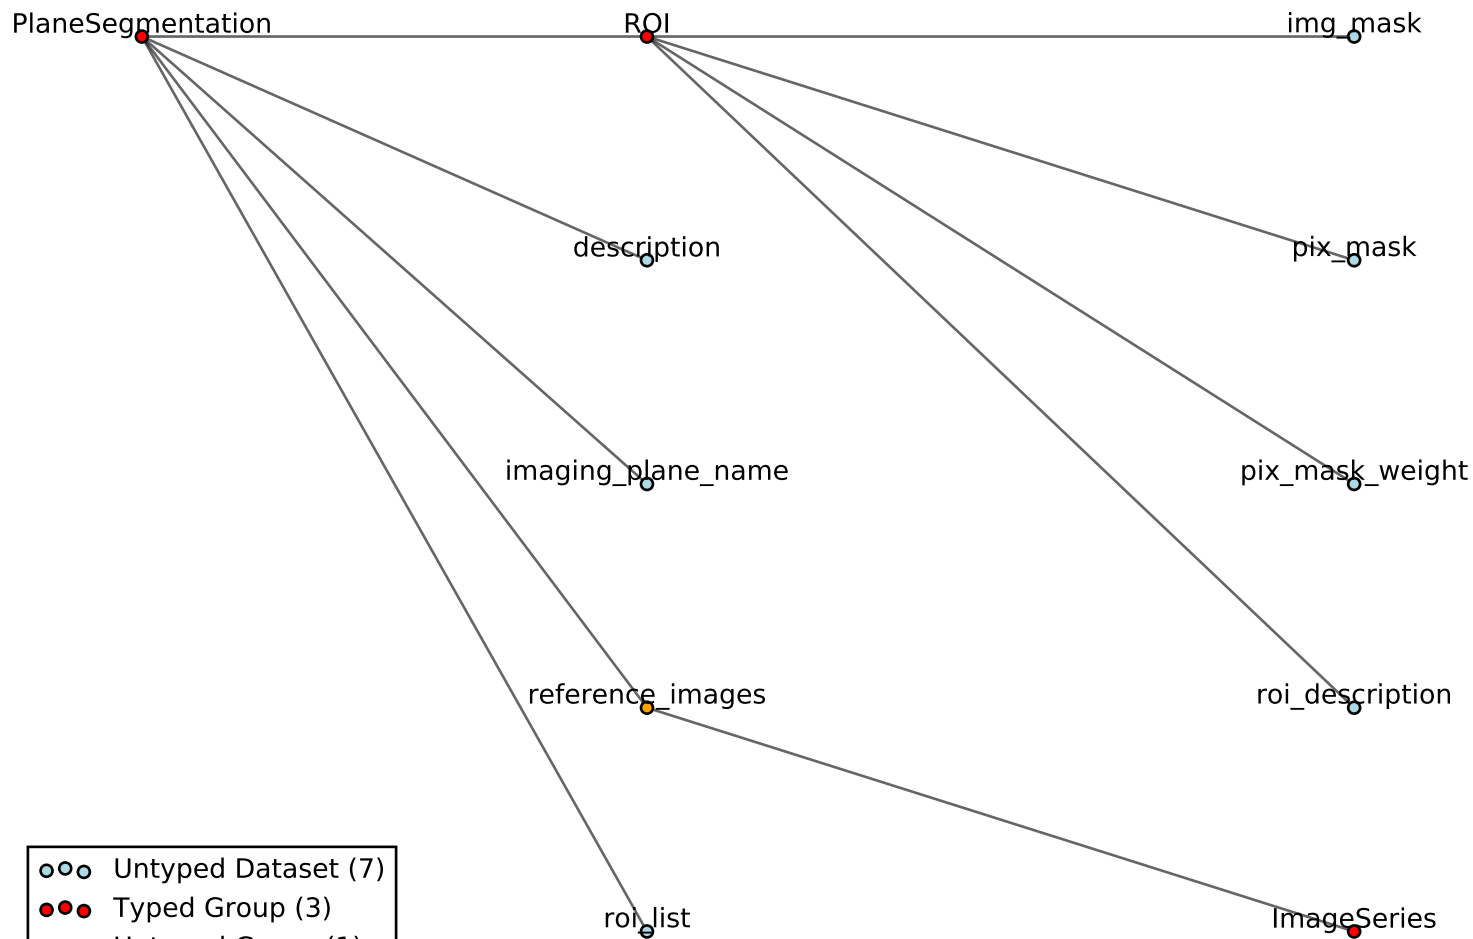 PlaneSegmentation ROI img_mask
description pix_mask
imaging_plane_name pix_mask_weight
reference_images roi_description
Untyped Dataset (7)
Typed Group (3)
roi_list ImageSeries